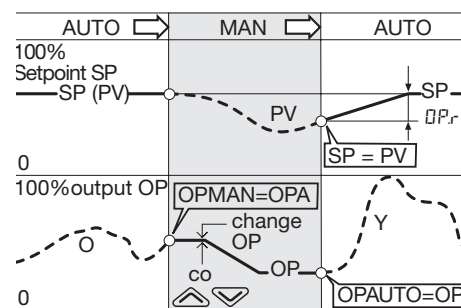 AUTO MAN AUTO
100%
Setpoint SP
SP (PV) SP
PV
0P.r
SP = PV
0
100%output OP
OPMAN=OPA
change
OP
O
Y
co
OP
0
OPAUTO=OP